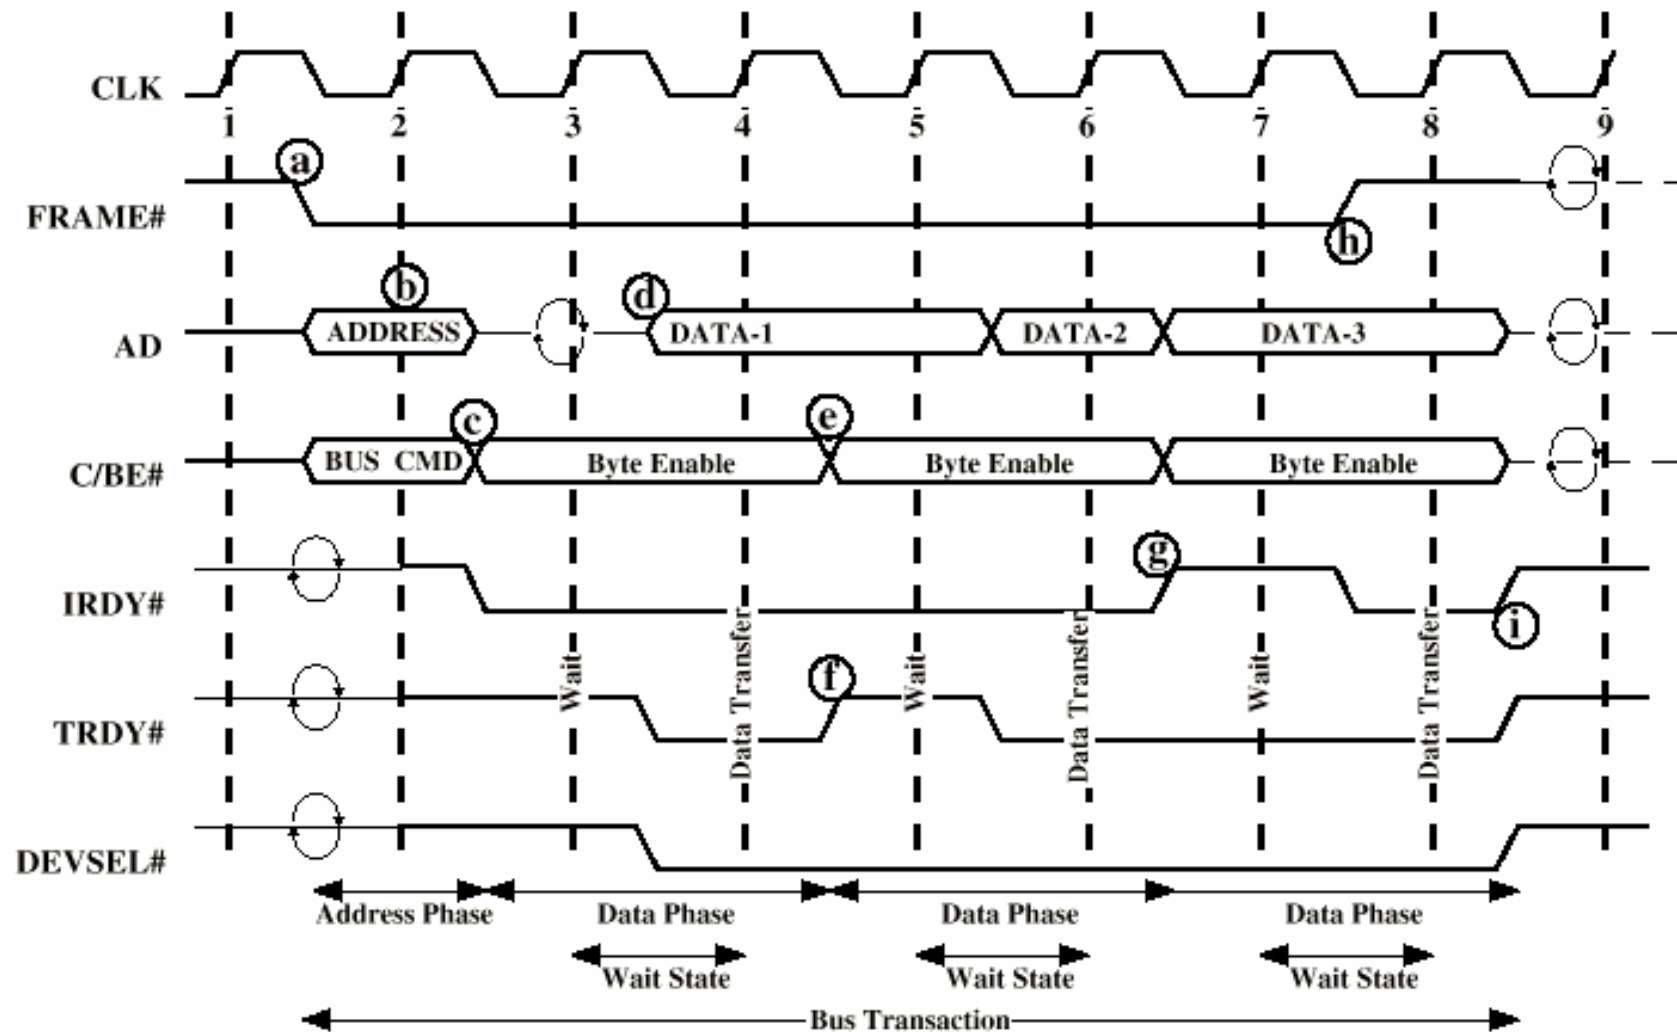 CLK
1 2 3 4 5 6 7 8 9
a
FRAME#
h
b
d
ADDRESS DATA-1 DATA-2 DATA-3
AD
c e
BUS CMD Byte Enable Byte Enable Byte Enable
C/BE#
g
IRDY#
i
Wait Data Transfer Wait Data Transfer Wait Data Transfer
f
TRDY#
DEVSEL#
Address Phase Data Phase Data Phase Data Phase
Wait State Wait State Wait State
Bus Transaction